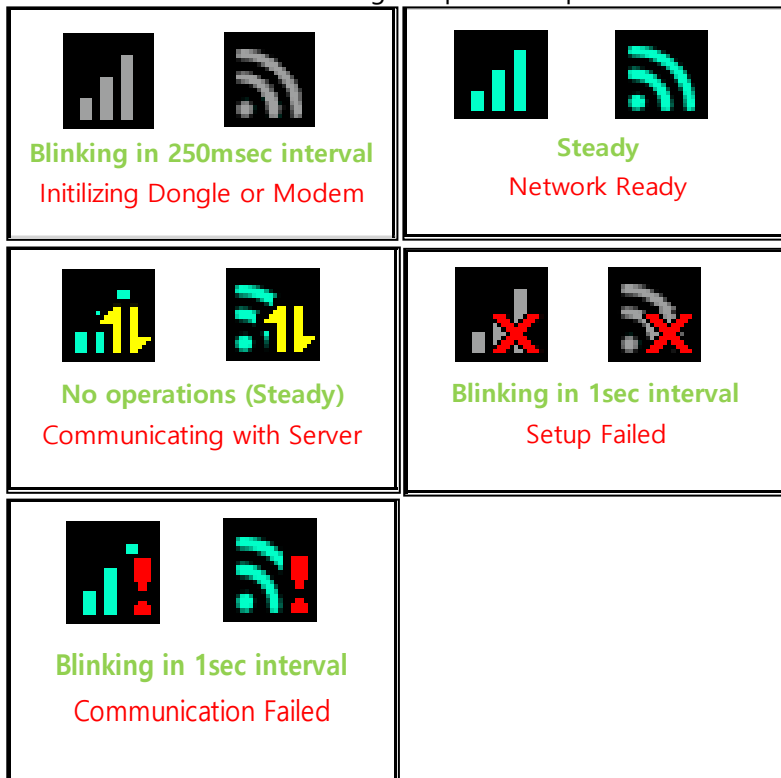 Blinking in 250msec interval
Initilizing Dongle or Modem
Steady
Network Ready
No operations (Steady)
Communicating with Server
Blinking in 1sec interval
Setup Failed
Blinking in 1sec interval
Communication Failed